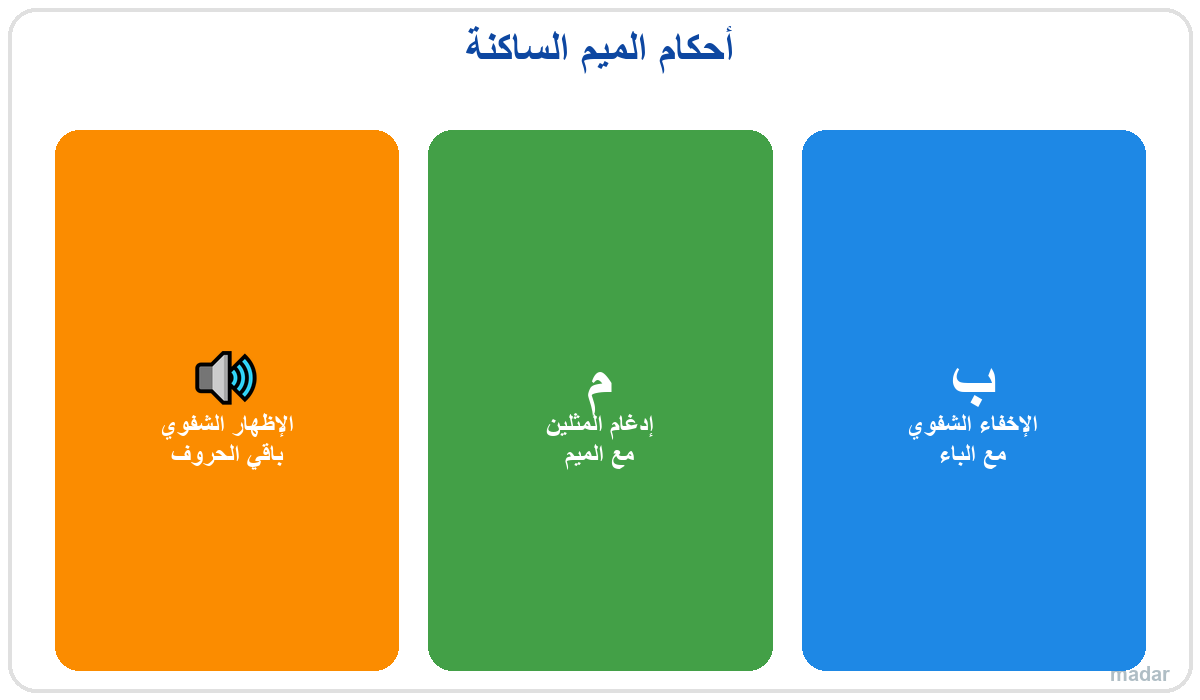 أحكام الميم الساكنة
ب
الإخفاء الشفوي
مع الباء
م
إدغام المثلين
مع الميم
الإظهار الشفوي
باقي الحروف
madar